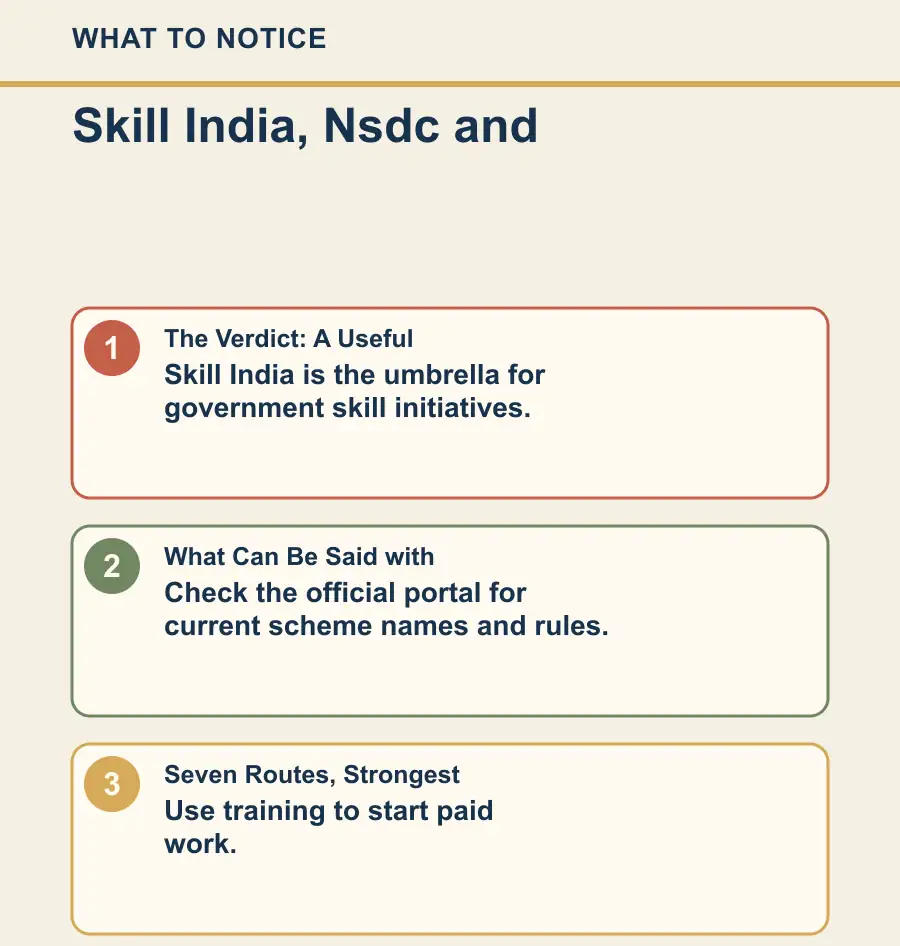 WHAT TO NOTICE
Skill India, Nsdc and
1
The Verdict: A Useful
Skill India is the umbrella for
government skill initiatives.
2
What Can Be Said with
Check the official portal for
current scheme names and rules.
3
Seven Routes, Strongest
Use training to start paid
work.